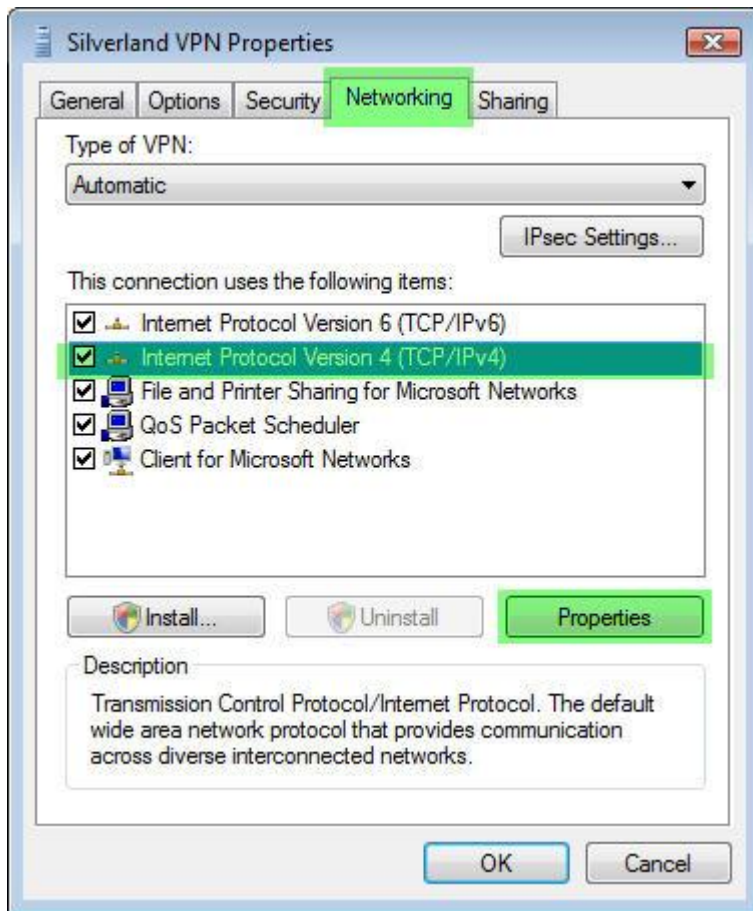 Silverland VPN Properties
General
Options
Security
Networking
Sharing
Type of VPN:
Automatic
IPsec Settings...
This connection uses the following items:
Internet Protocol Version 6 (TCP/IPv6)
Internet Protocol Version 4 (TCP/IPv4)
File and Printer Sharing for Microsoft Networks
QoS Packet Scheduler
Client for Microsoft Networks
Install...
Uninstall
Properties
Description
Transmission Control Protocol/Internet Protocol. The default
wide area network protocol that provides communication
across diverse interconnected networks.
OK
Cancel